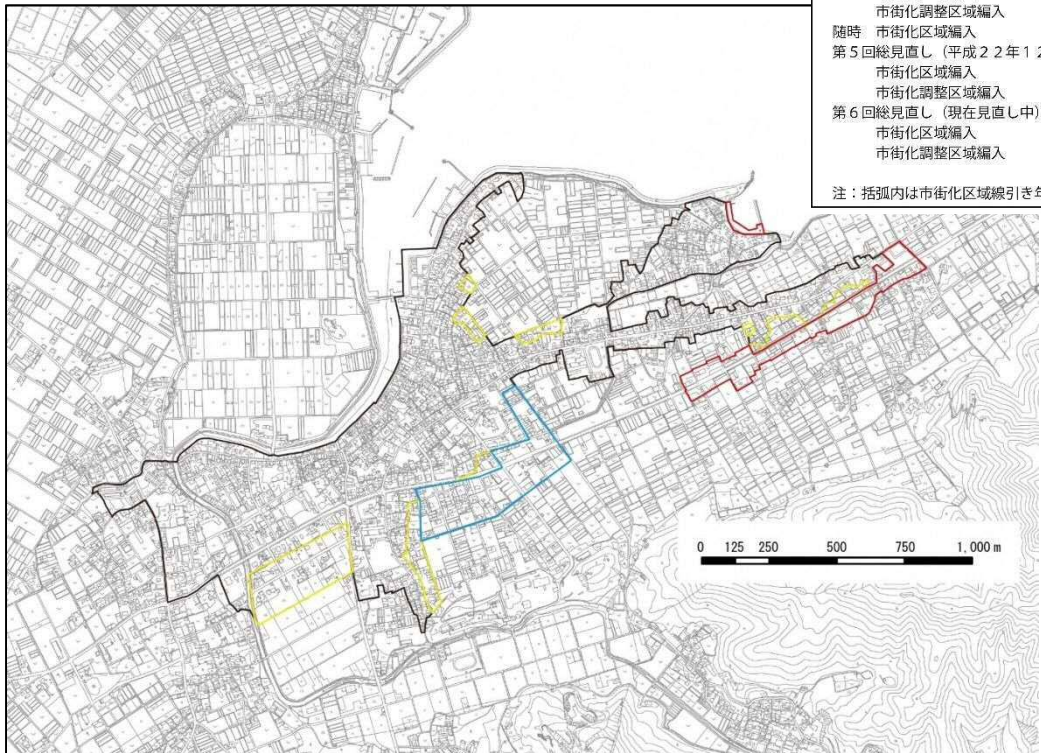 市街化調整区域編入
随時 市街化区域編入
第5回総見直し（平成22年12
市街化区域編入
市街化調整区域編入
第6回総見直し（現在見直し中）
市街化区域編入
市街化調整区域編入
注：括弧内は市街化区域線引き年
0 125 250 500 750 1,000 m